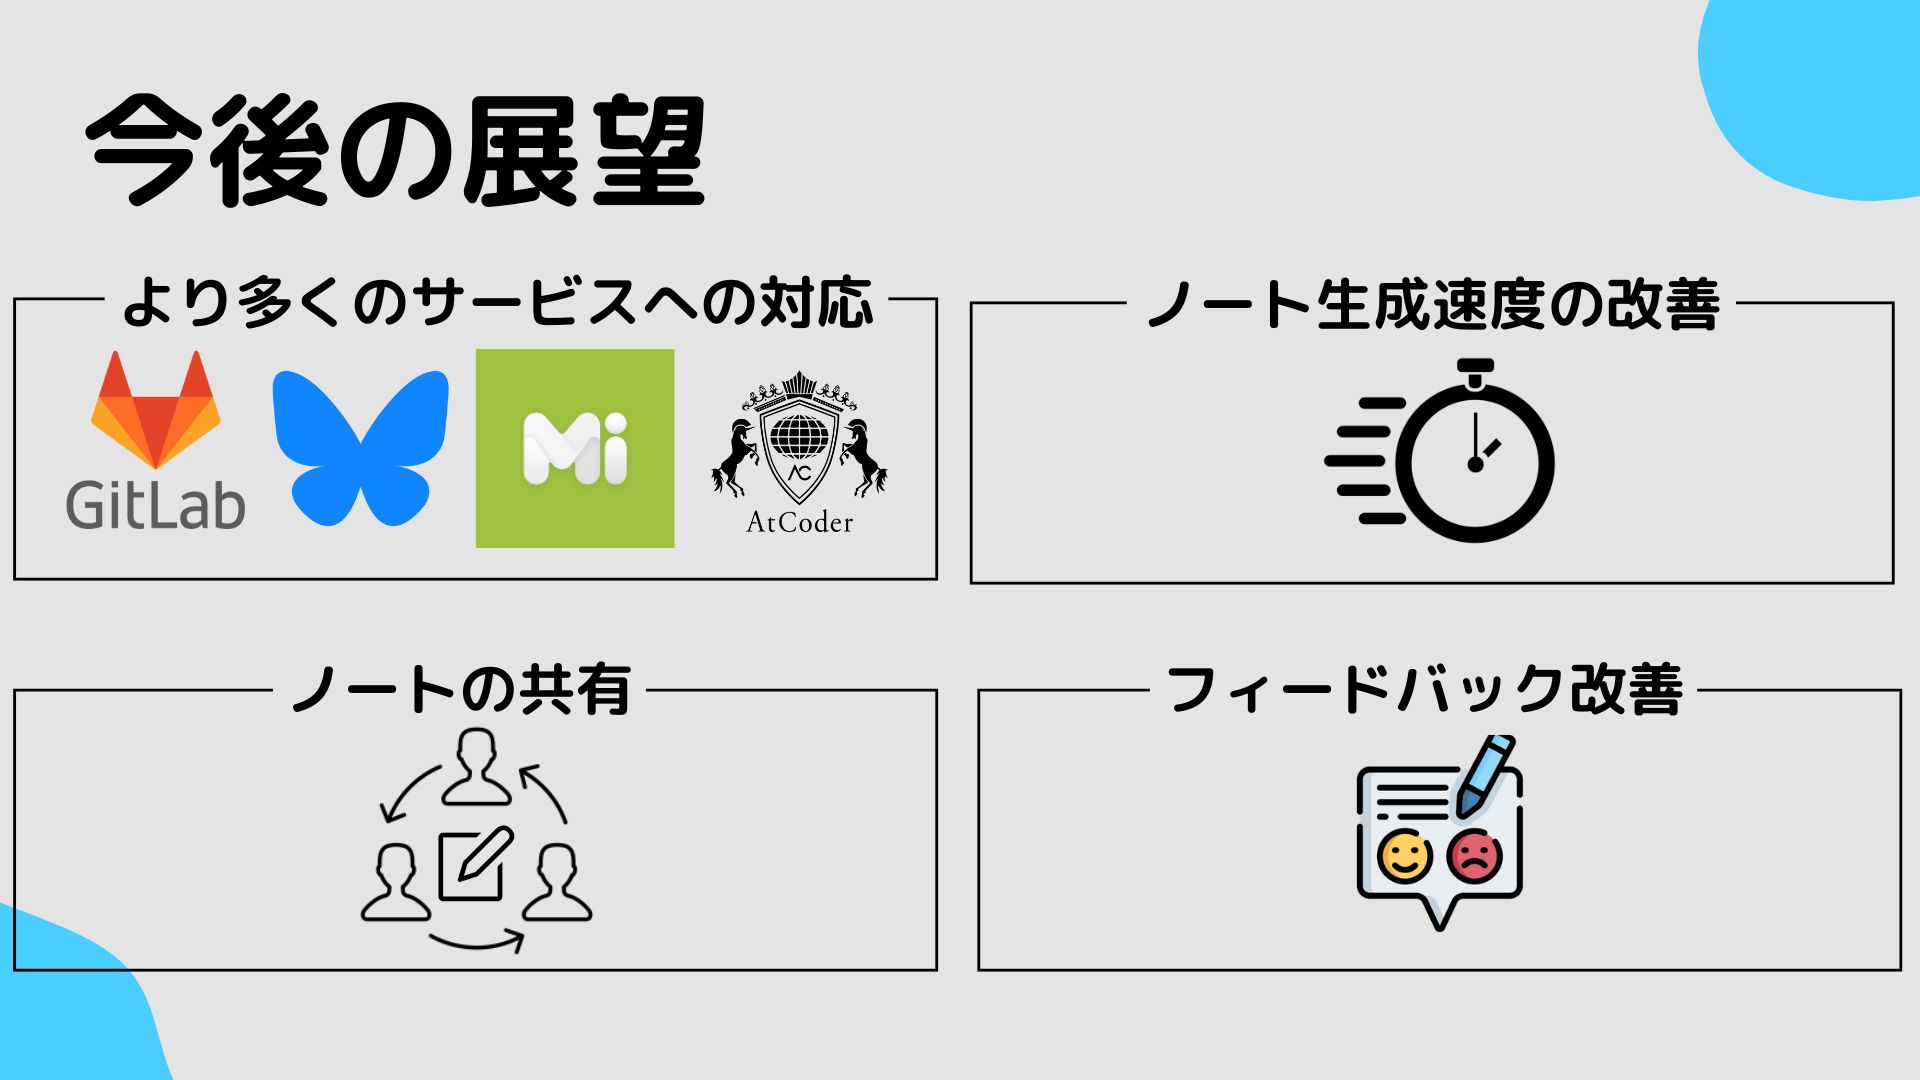 今後の展望
より多くのサービスへの対応
GitLab
Mi
AC
AtCoder
ノート生成速度の改善
ノートの共有
フィードバック改善